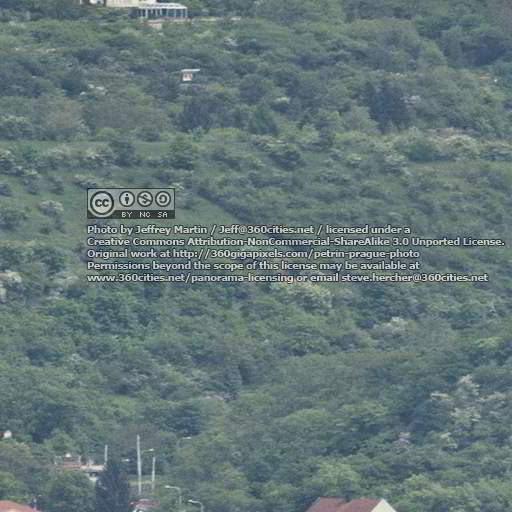 cc BY NC SA
Photo by Jeffrey Martin / Jeff@360cities.net / licensed under a
Creative Commons Attribution-NonCommercial-ShareAlike 3.0 Unported License.
Original work at http://360gigapixels.com/petrin-prague-photo
Permissions beyond the scope of this license may be available at
www.360cities.net/panorama-licensing or email steve.hercher@360cities.net